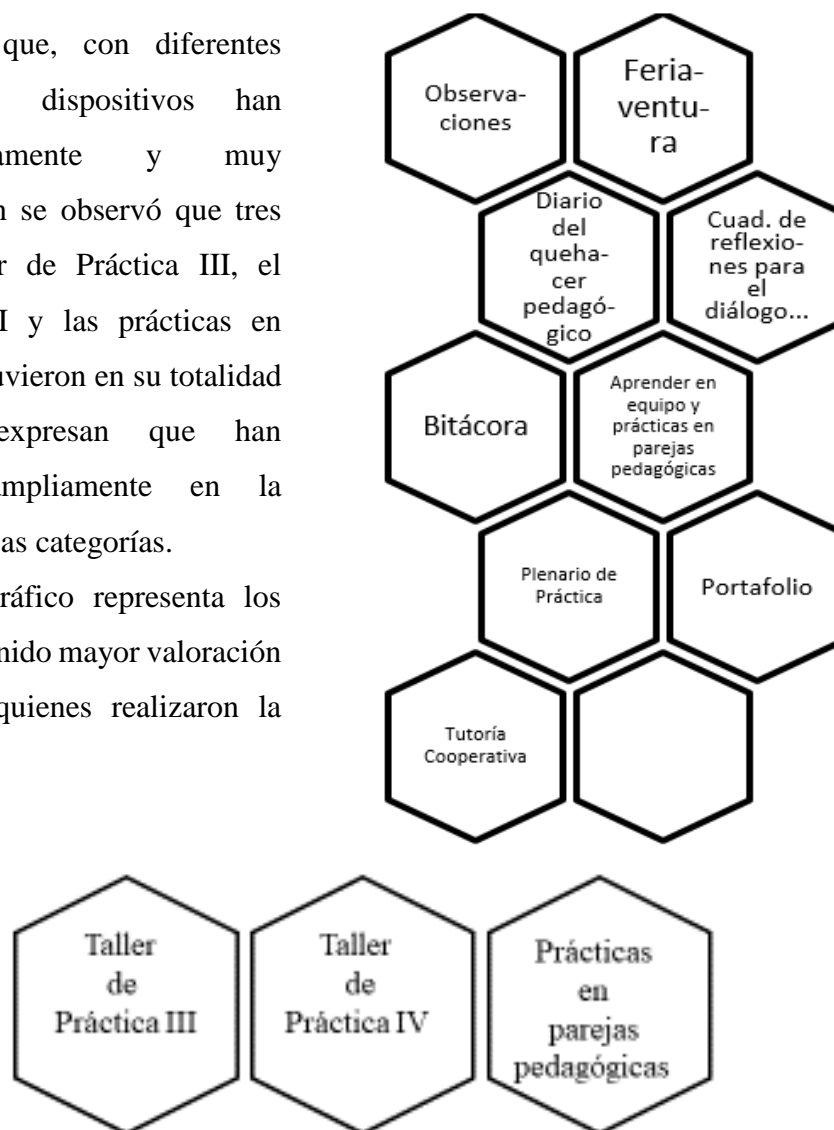 que, con diferentes
dispositivos han
amente y muy
n se observó que tres
r de Práctica III, el
I y las prácticas en
uvieron en su totalidad
expresan que han
mpliamente en la
as categorías.
ráfico representa los
nido mayor valoración
quienes realizaron la
Observa-
ciones
Feria-
ventu-
ra
Diario
del
queha-
cer
pedagó-
gico
Cuad. de
reflexio-
nes para
el
diálogo...
Bitácora
Aprender en
equipo y
prácticas en
parejas
pedagógicas
Plenario de
Práctica
Portafolio
Tutoría
Cooperativa
Taller
de
Práctica III
Taller
de
Práctica IV
Prácticas
en
parejas
pedagógicas